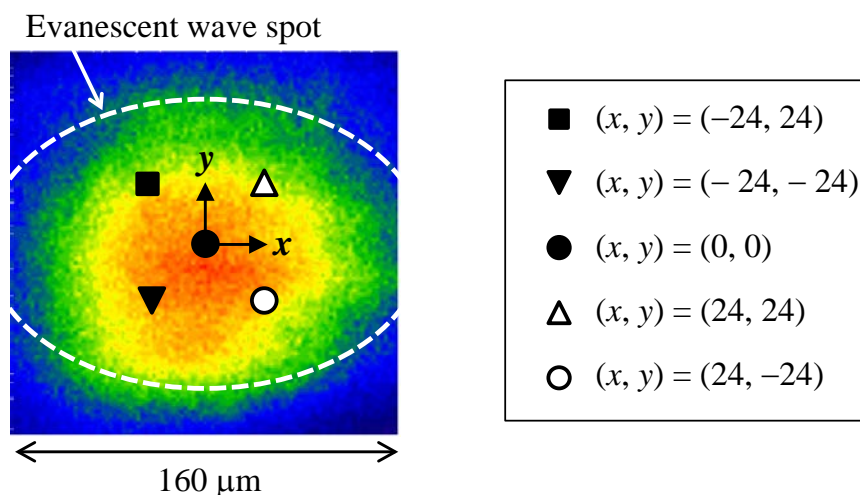 Evanescent wave spot
y
x
160 μm
(x, y) = (−24, 24)
(x, y) = (− 24, − 24)
(x, y) = (0, 0)
(x, y) = (24, 24)
(x, y) = (24, −24)